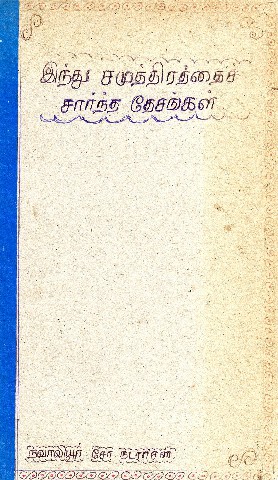 இந்து சமுத்திரத்தைச்
சார்ந்த தேசங்கள்
நவாலியூர் சோ. நடராசன்